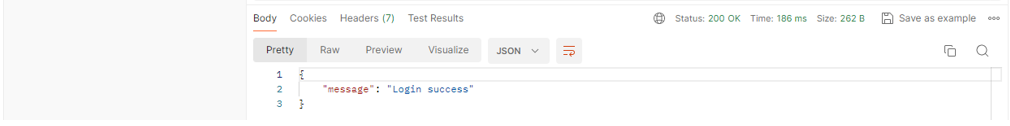 Body Cookies Headers (7) Test Results Status: 200 OK Time: 186 ms Size: 262 B Save as example
Pretty Raw Preview Visualize JSON
1 {
2 "message": "Login success"
3 }